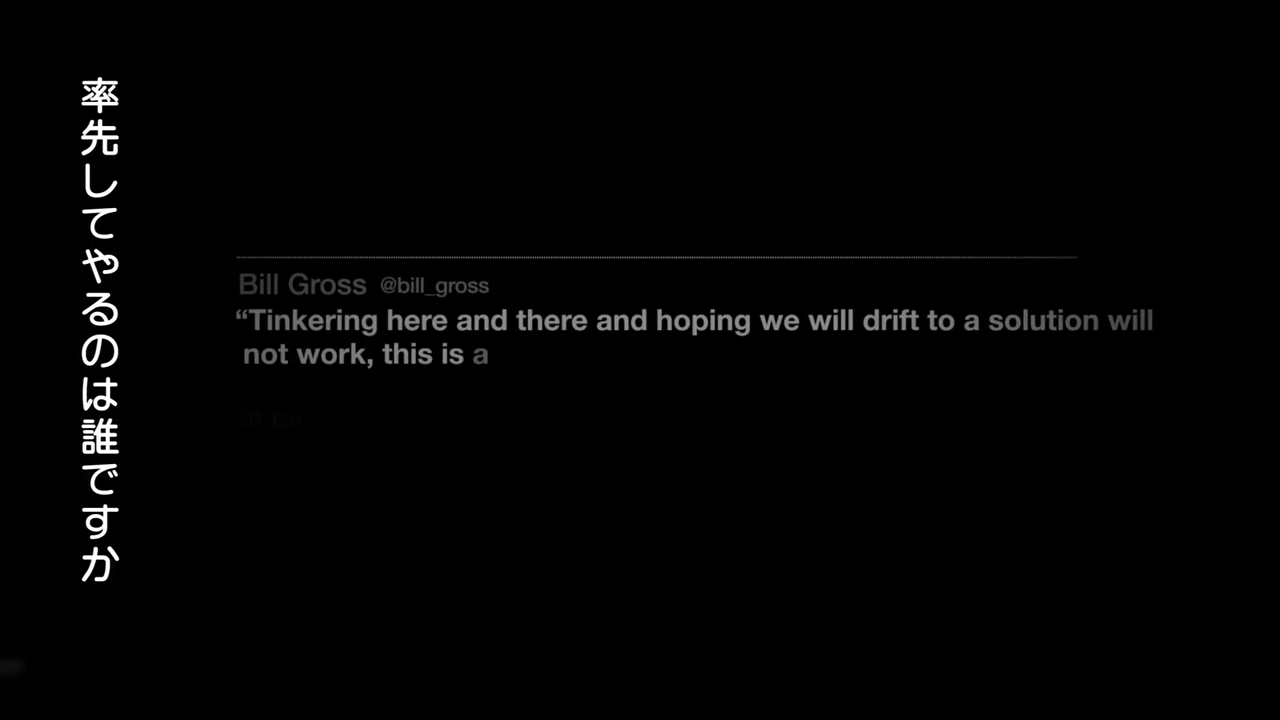 率先してやるのは誰ですか
Bill Gross @bill_gross
“Tinkering here and there and hoping we will drift to a solution will
not work, this is a